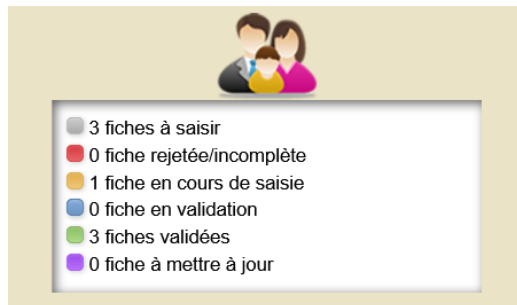 3 fiches à saisir
0 fiche rejetée/incomplète
1 fiche en cours de saisie
0 fiche en validation
3 fiches validées
0 fiche à mettre à jour